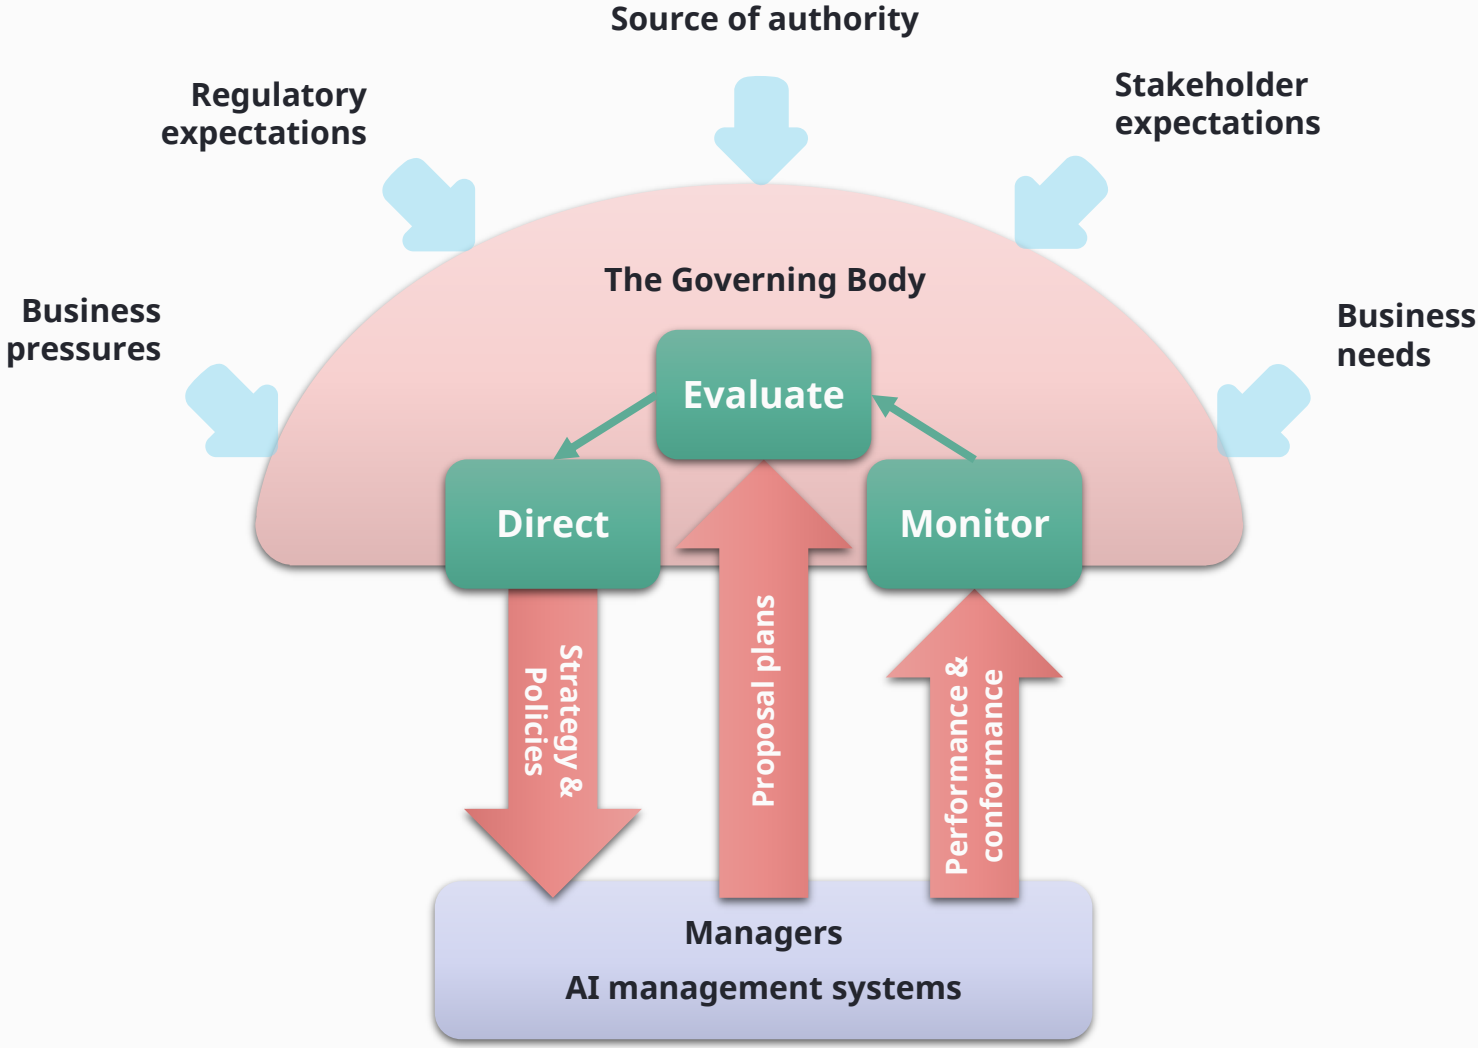 Source of authority
Regulatory
expectations
Stakeholder
expectations
Business
pressures
The Governing Body
Business
needs
Evaluate
Direct
Monitor
Strategy &
Policies
Proposal plans
Performance &
conformance
Managers
AI management systems